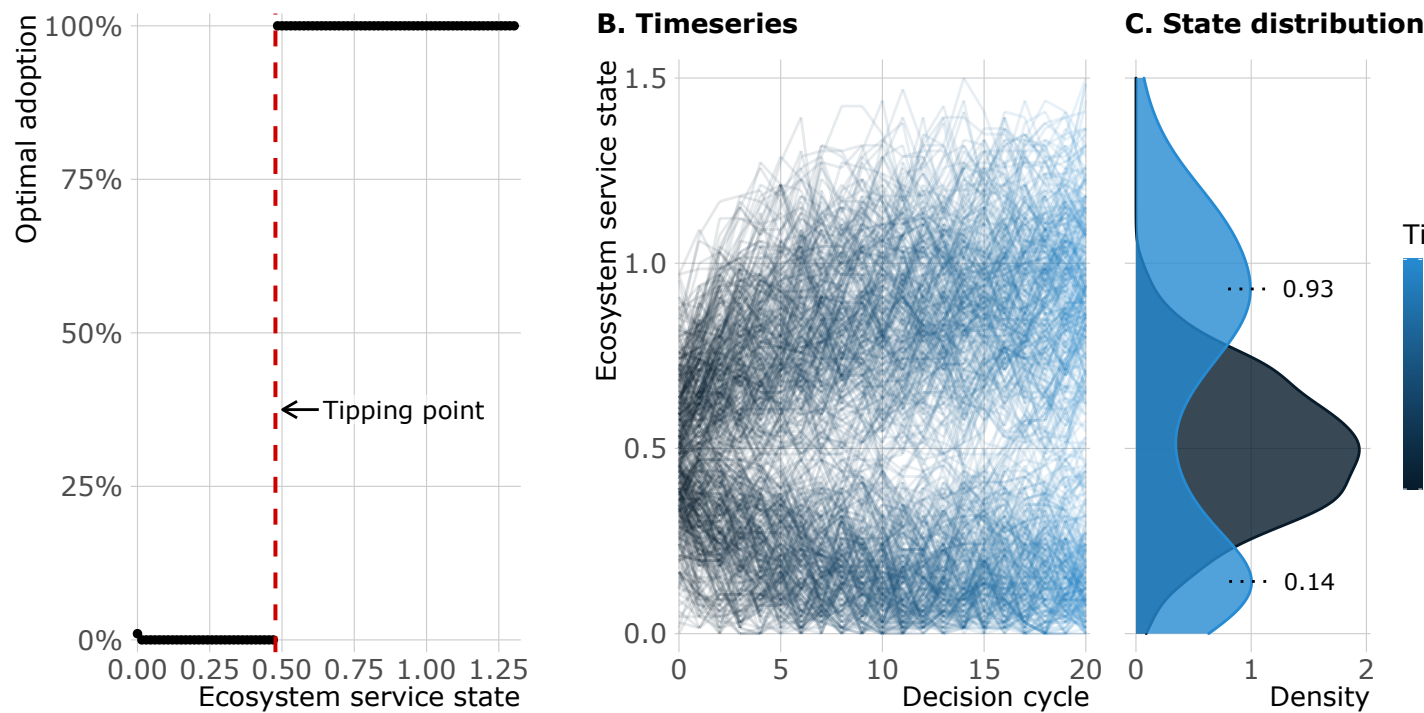 Optimal adoption
100%
75%
50%
25%
0%
Tipping point
0.00 0.25 0.50 0.75 1.00 1.25
Ecosystem service state
B. Timeseries
Ecosystem service state
1.5
1.0
0.5
0.0
0 5 10 15 20
Decision cycle
C. State distribution
0.93
0.14
0 1 2
Density
Ti